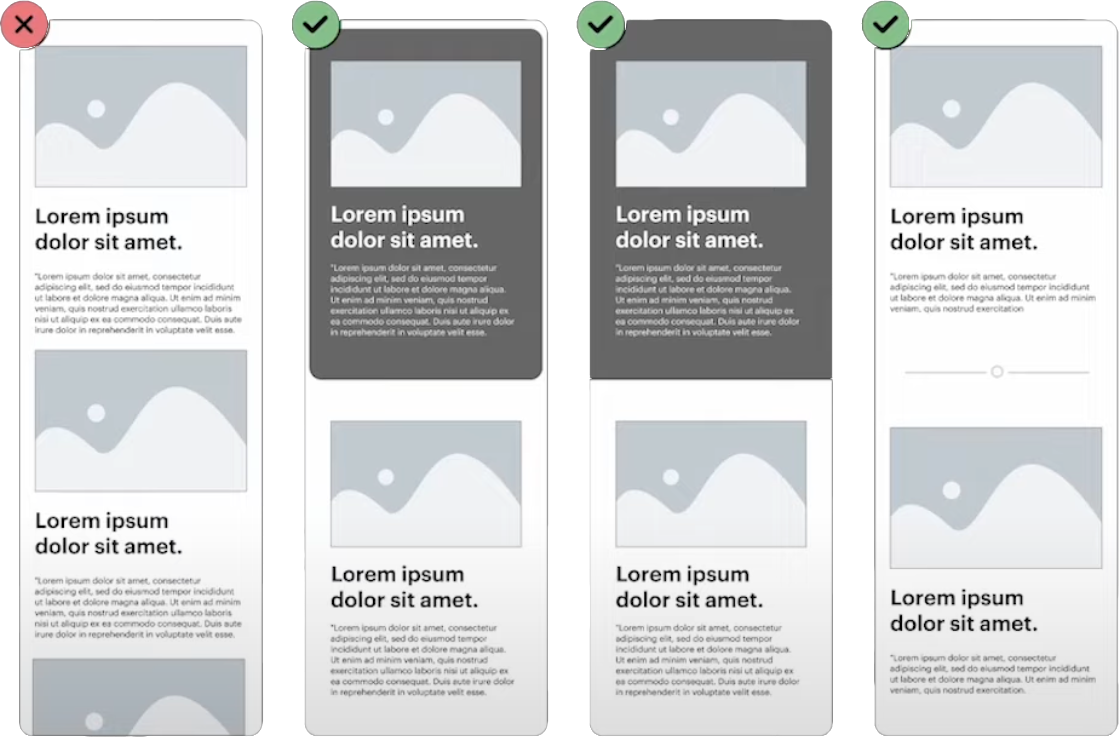 Lorem ipsum
dolor sit amet.
"Lorem ipsum dolor sit amet, consectetur
adipiscing elit, sed do eiusmod tempor incididunt
ut labore et dolore magna aliqua. Ut enim ad minim
veniam, quis nostrud exercitation ullamco laboris
nisi ut aliquip ex ea commodo consequat. Duis aute
irure dolor in reprehenderit in voluptate velit esse.
Lorem ipsum
dolor sit amet.
"Lorem ipsum dolor sit amet, consectetur
adipiscing elit, sed do eiusmod tempor incididunt
ut labore et dolore magna aliqua. Ut enim ad minim
veniam, quis nostrud exercitation ullamco laboris
nisi ut aliquip ex ea commodo consequat. Duis aute
irure dolor in reprehenderit in voluptate velit esse.
Lorem ipsum
dolor sit amet.
"Lorem ipsum dolor sit amet, consectetur
adipiscing elit, sed do eiusmod tempor
incididunt ut labore et dolore magna aliqua.
Ut enim ad minim veniam, quis nostrud
exercitation ullamco laboris nisi ut aliquip ex
ea commodo consequat. Duis aute irure dolor
in reprehenderit in voluptate velit esse.
Lorem ipsum
dolor sit amet.
"Lorem ipsum dolor sit amet, consectetur
adipiscing elit, sed do eiusmod tempor
incididunt ut labore et dolore magna aliqua.
Ut enim ad minim veniam, quis nostrud
exercitation ullamco laboris nisi ut aliquip ex
ea commodo consequat. Duis aute irure dolor
in reprehenderit in voluptate velit esse.
Lorem ipsum
dolor sit amet.
"Lorem ipsum dolor sit amet, consectetur
adipiscing elit, sed do eiusmod tempor
incididunt ut labore et dolore magna aliqua.
Ut enim ad minim veniam, quis nostrud
exercitation ullamco laboris nisi ut aliquip ex
ea commodo consequat. Duis aute irure dolor
in reprehenderit in voluptate velit esse.
Lorem ipsum
dolor sit amet.
"Lorem ipsum dolor sit amet, consectetur
adipiscing elit, sed do eiusmod tempor
incididunt ut labore et dolore magna aliqua.
Ut enim ad minim veniam, quis nostrud
exercitation ullamco laboris nisi ut aliquip ex
ea commodo consequat. Duis aute irure dolor
in reprehenderit in voluptate velit esse.
Lorem ipsum
dolor sit amet.
"Lorem ipsum dolor sit amet, consectetur
adipiscing elit, sed do eiusmod tempor incididunt
ut labore et dolore magna aliqua. Ut enim ad minim
veniam, quis nostrud exercitation
Lorem ipsum
dolor sit amet.
"Lorem ipsum dolor sit amet, consectetur
adipiscing elit, sed do eiusmod tempor incididunt
ut labore et dolore magna aliqua. Ut enim ad minim
veniam, quis nostrud exercitation.